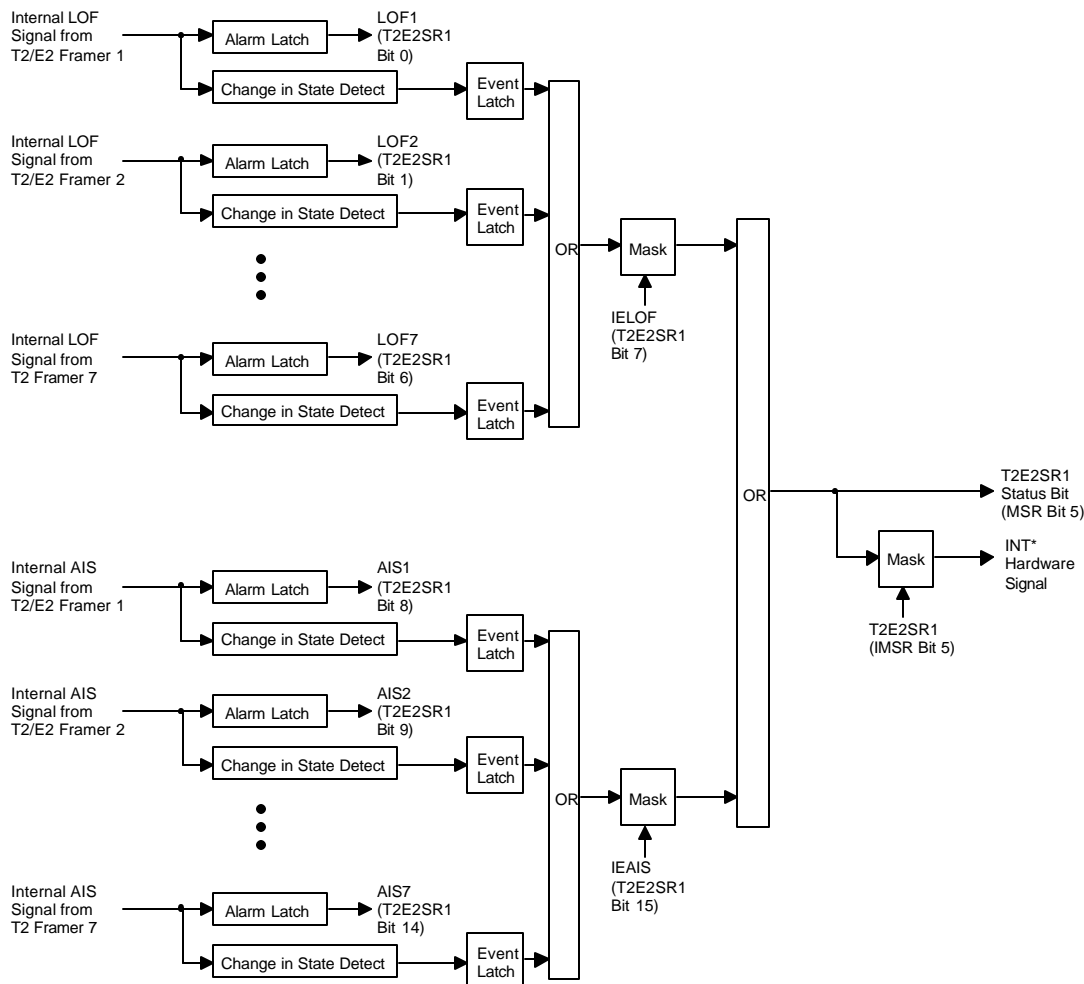 Internal LOF
Signal from
T2/E2 Framer 1
Alarm Latch
LOF1
(T2E2SR1
Bit 0)
Change in State Detect
Event
Latch
Internal LOF
Signal from
T2/E2 Framer 2
Alarm Latch
LOF2
(T2E2SR1
Bit 1)
Change in State Detect
Event
Latch
OR
Mask
IELOF
(T2E2SR1
Bit 7)
Internal LOF
Signal from
T2 Framer 7
Alarm Latch
LOF7
(T2E2SR1
Bit 6)
Change in State Detect
Event
Latch
OR
T2E2SR1
Status Bit
(MSR Bit 5)
Mask
INT*
Hardware
Signal
T2E2SR1
(IMSR Bit 5)
Internal AIS
Signal from
T2/E2 Framer 1
Alarm Latch
AIS1
(T2E2SR1
Bit 8)
Change in State Detect
Event
Latch
Internal AIS
Signal from
T2/E2 Framer 2
Alarm Latch
AIS2
(T2E2SR1
Bit 9)
Change in State Detect
Event
Latch
OR
Mask
IEAIS
(T2E2SR1
Bit 15)
Internal AIS
Signal from
T2 Framer 7
Alarm Latch
AIS7
(T2E2SR1
Bit 14)
Change in State Detect
Event
Latch